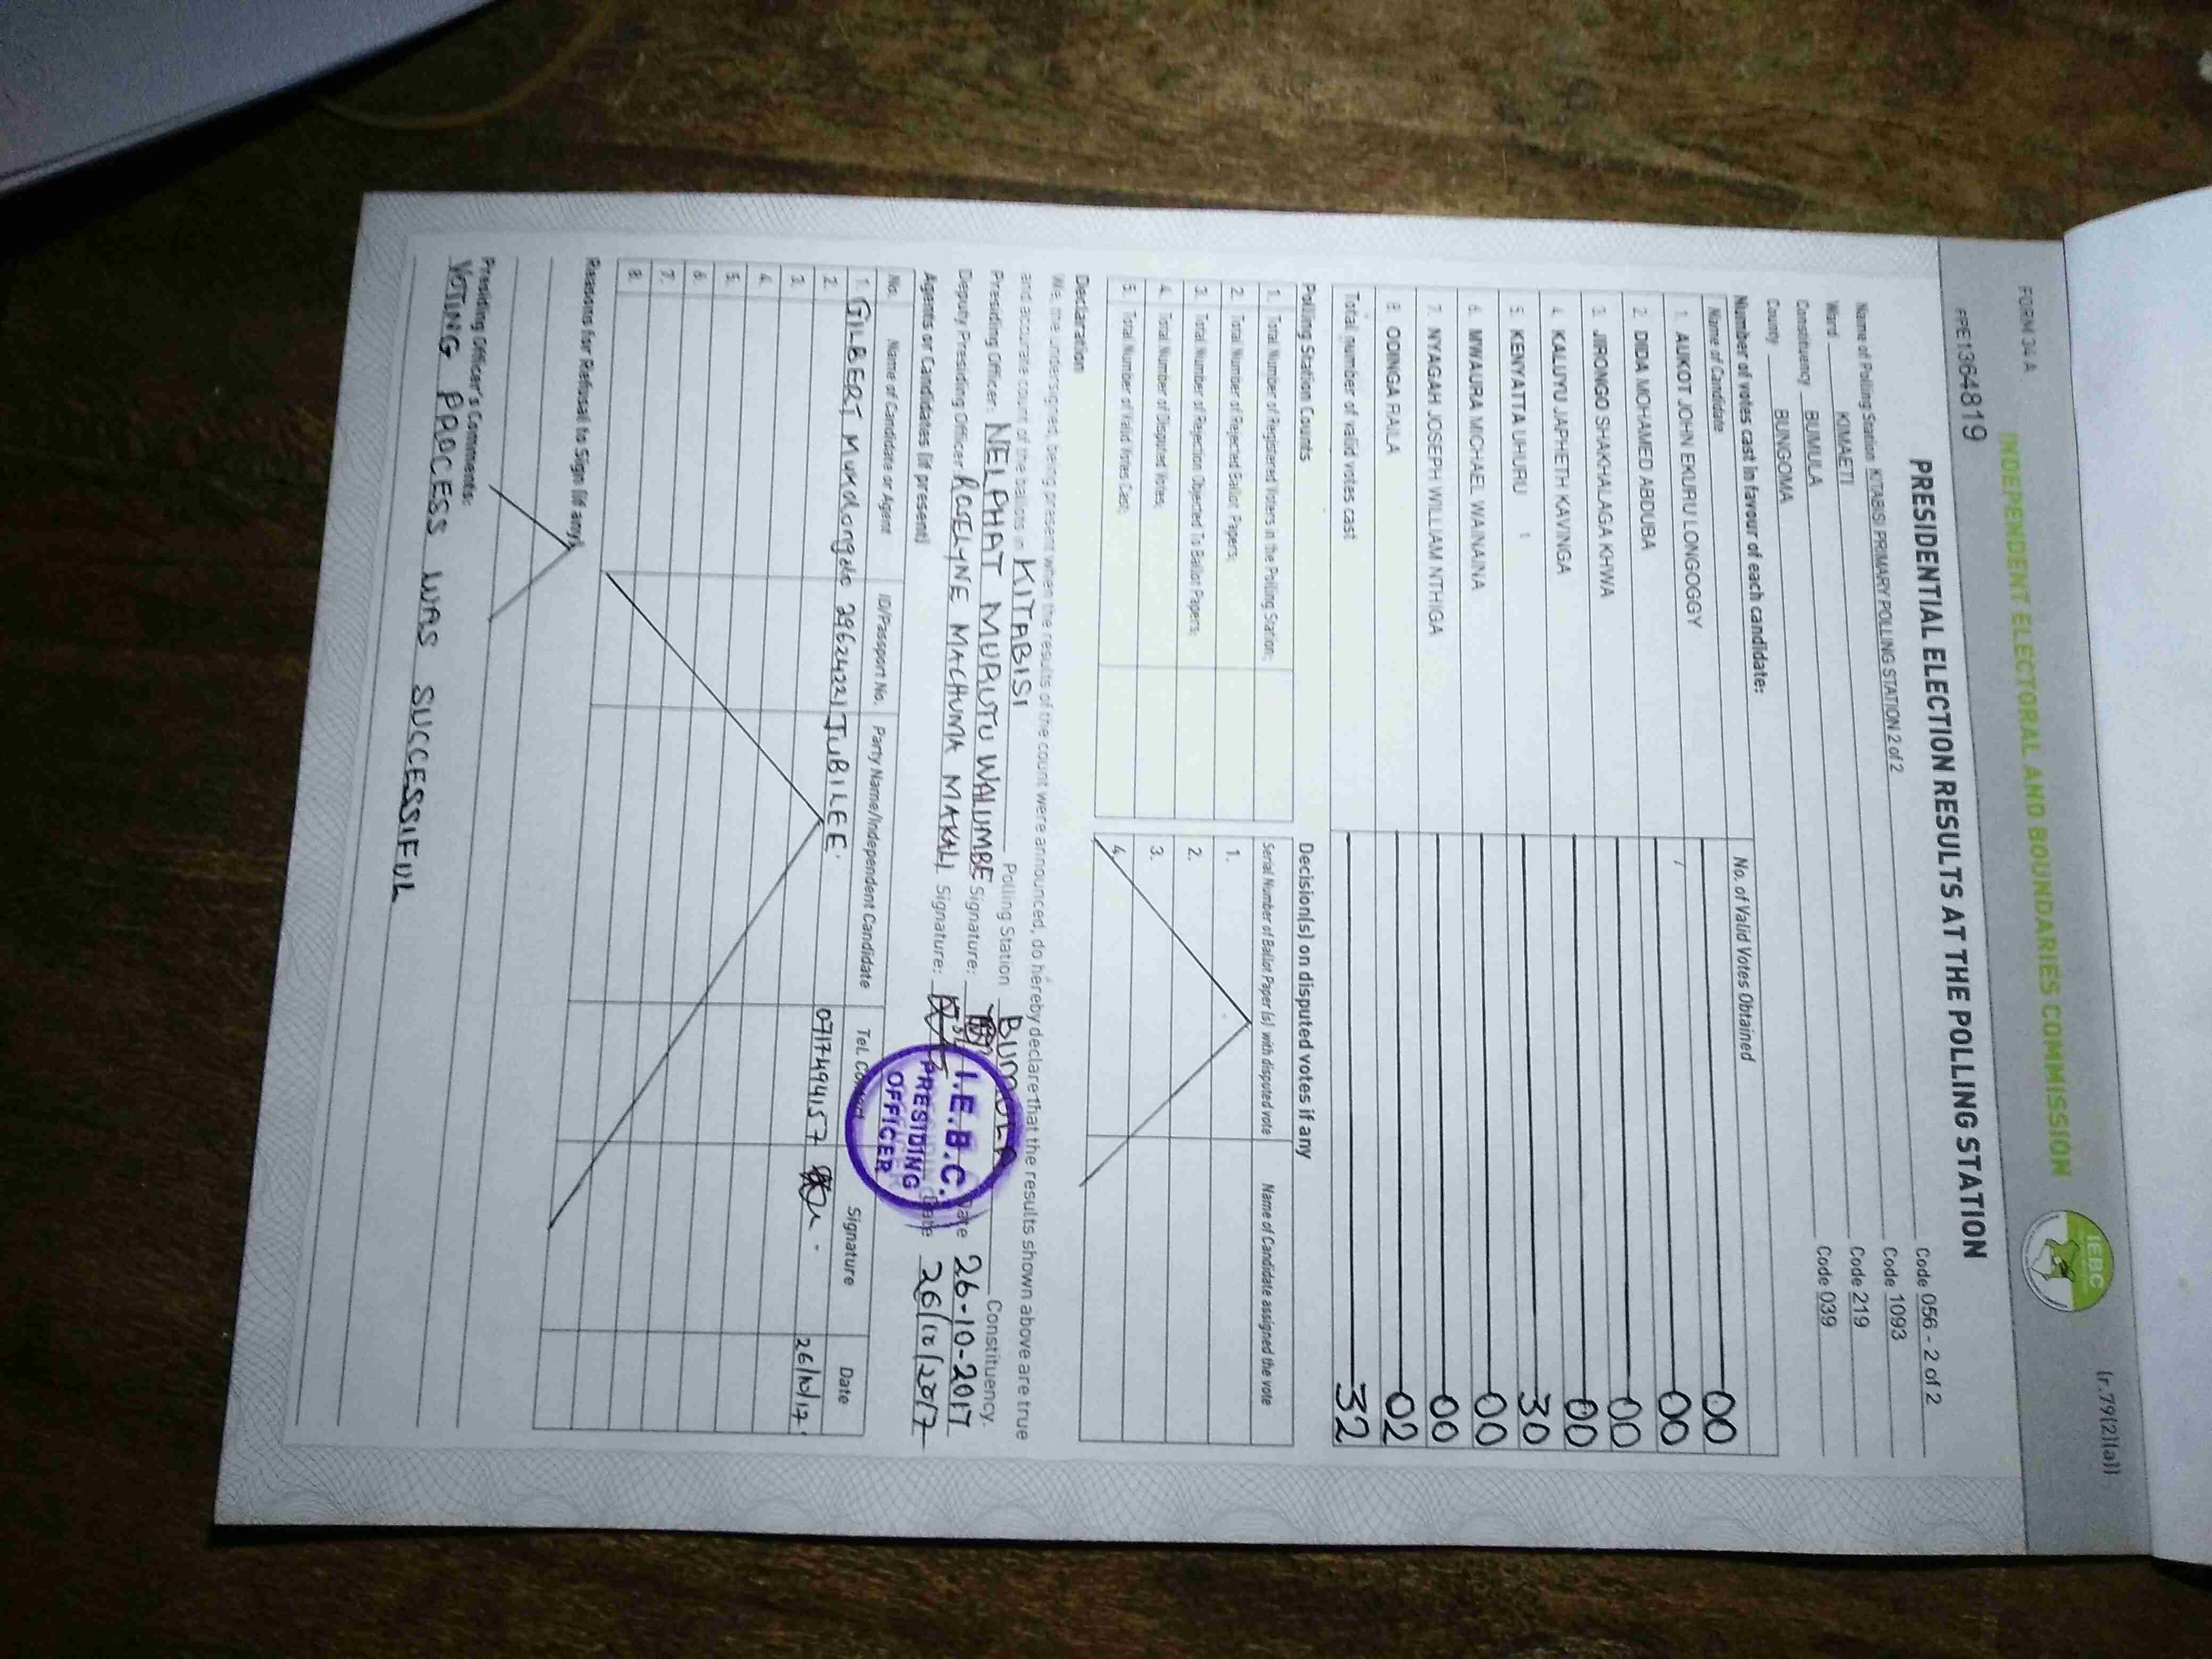 FORM 34 A
(r.79(2)(a))
INDEPENDENT ELECTORAL AND BOUNDARIES COMMISSION
IEBC
PRE1364819
PRESIDENTIAL ELECTION RESULTS AT THE POLLING STATION
Name of Polling Station KITABISI PRIMARY POLLING STATION 2 of 2 Code 056 - 2 of 2
Ward KIMAETI Code 1093
Constituency BUMULA Code 219
County BUNGOMA Code 039
Number of votes cast in favour of each candidate:
Name of Candidate No. of Valid Votes Obtained
1. AUKOT JOHN EKURU LONGOGGY 00
2. DIDA MOHAMED ABDUBA 00
3. JIRONGO SHAKHALAGA KHWA 00
4. KALUYU JAPHETH KAVINGA 00
5. KENYATTA UHURU 30
6. MWAURA MICHAEL WAINAINA 00
7. NYAGAH JOSEPH WILLIAM NTHIGA 00
8. ODINGA RAILA 02
Total number of valid votes cast 32
Polling Station Counts
1. Total Number of Registered Voters in the Polling Station;
2. Total Number of Rejected Ballot Papers;
3. Total Number of Rejection Objected To Ballot Papers;
4. Total Number of Disputed Votes;
5. Total Number of Valid Votes Cast;
Decision(s) on disputed votes if any
Serial Number of Ballot Paper (s) with disputed vote Name of Candidate assigned the vote
1.
2.
3.
4.
Declaration
We, the undersigned, being present when the results of the count were announced, do hereby declare that the results shown above are true
and accurate count of the ballots in KITABISI Polling Station BUMULA Constituency.
Presiding Officer: NELPHAT MURUTU WALUMBE Signature: Date 26-10-2017
Deputy Presiding Officer: ROSELYNE MACHUMA MAKALI Signature: Date 26/10/2017
I.E.B.C.
PRESIDING
OFFICER
Agents or Candidates (if present)
No. Name of Candidate or Agent ID/Passport No. Party Name/Independent Candidate Tel. Contact Signature Date
1. GILBERT Mukolongolo 29624221 JUBILEE. 0717494157 26/10/17.
2.
3.
4.
5.
6.
7.
8.
Reasons for Refusal to Sign (if any)
Presiding Officer's Comments:
VOTING PROCESS WAS SUCCESSIFUL